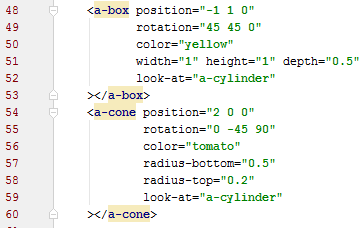 48 <a-box position="-1 1 0"
49 rotation="45 45 0"
50 color="yellow"
51 width="1" height="1" depth="0.5"
52 look-at="a-cylinder"
53 ></a-box>
54 <a-cone position="2 0 0"
55 rotation="0 -45 90"
56 color="tomato"
57 radius-bottom="0.5"
58 radius-top="0.2"
59 look-at="a-cylinder"
60 ></a-cone>